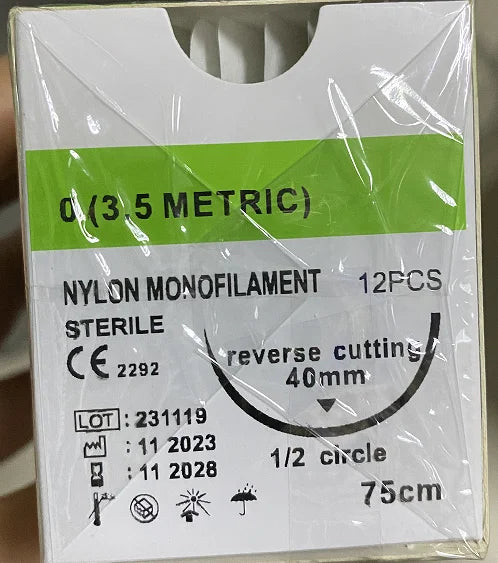 0 (3.5 METRIC)
NYLON MONOFILAMENT 12PCS
STERILE
CE 2292
reverse cutting
40mm
LOT : 231119
: 11 2023
: 11 2028
1/2 circle
75cm